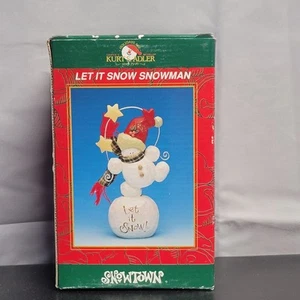 KURT ADLER
LET IT SNOW SNOWMAN
Let
it
Snow!
SNOWTOWN